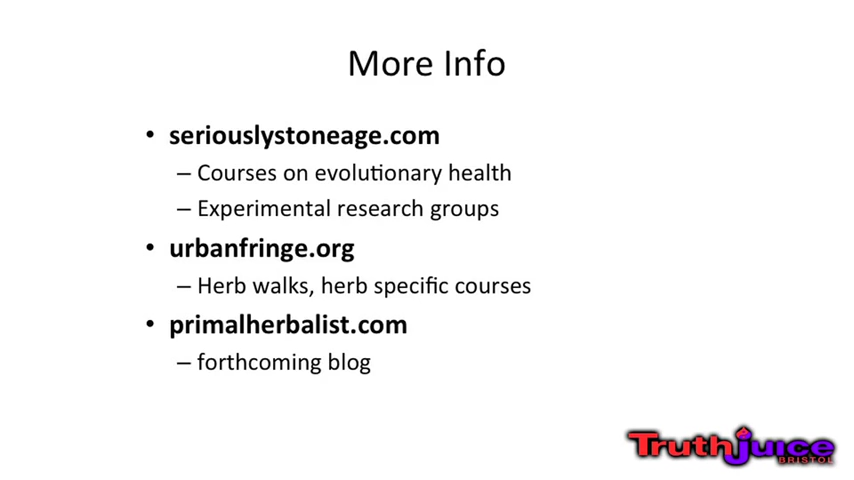 More Info
• seriouslystoneage.com
– Courses on evolutionary health
– Experimental research groups
• urbanfringe.org
– Herb walks, herb specific courses
• primalherbalist.com
– forthcoming blog
Truthjuice
BRISTOL